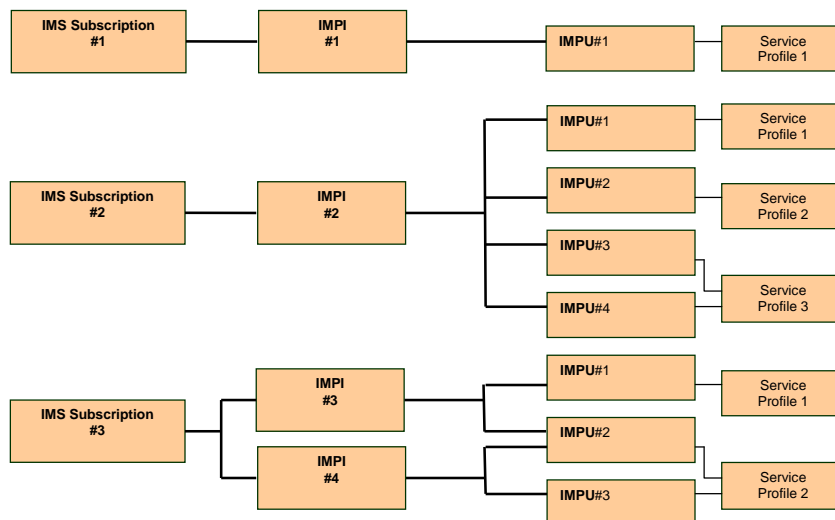 IMS Subscription
#1
IMPI
#1
IMPU#1
Service
Profile 1
IMS Subscription
#2
IMPI
#2
IMPU#1
Service
Profile 1
IMPU#2
Service
Profile 2
IMPU#3
IMPU#4
Service
Profile 3
IMS Subscription
#3
IMPI
#3
IMPI
#4
IMPU#1
Service
Profile 1
IMPU#2
IMPU#3
Service
Profile 2